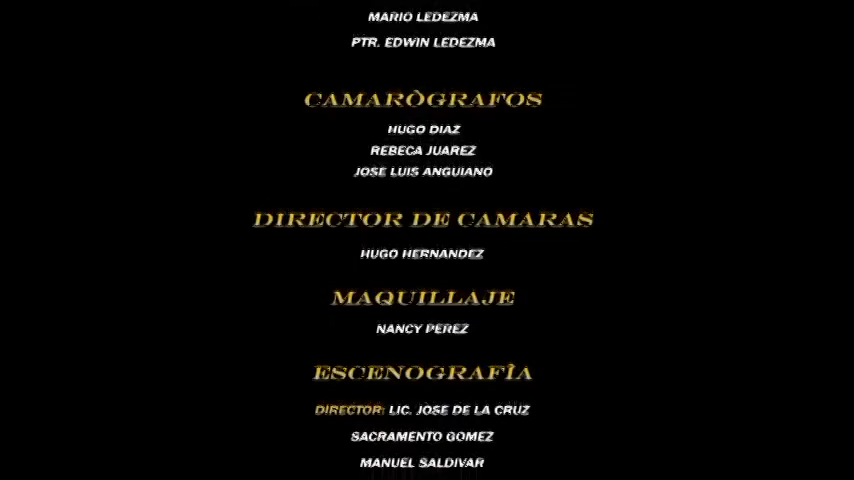 MARIO LEDEZMA
PTR. EDWIN LEDEZMA
CAMARÒGRAFOS
HUGO DIAZ
REBECA JUAREZ
JOSE LUIS ANGUIANO
DIRECTOR DE CAMARAS
HUGO HERNANDEZ
MAQUILLAJE
NANCY PEREZ
ESCENOGRAFÎA
DIRECTOR: LIC. JOSE DE LA CRUZ
SACRAMENTO GOMEZ
MANUEL SALDIVAR